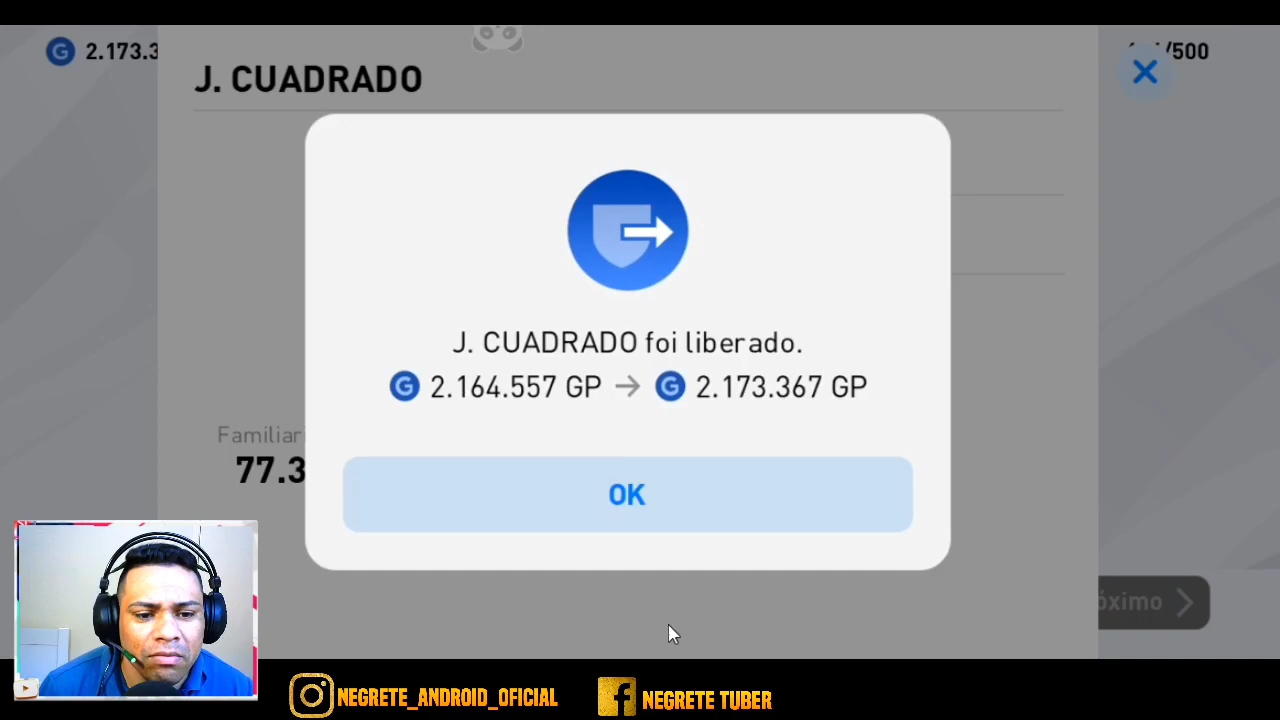 2.173.3
/500
J. CUADRADO
J. CUADRADO foi liberado.
2.164.557 GP → 2.173.367 GP
Familiar
77.3
OK
óximo
NEGRETE_ANDROID_OFICIAL
NEGRETE TUBER